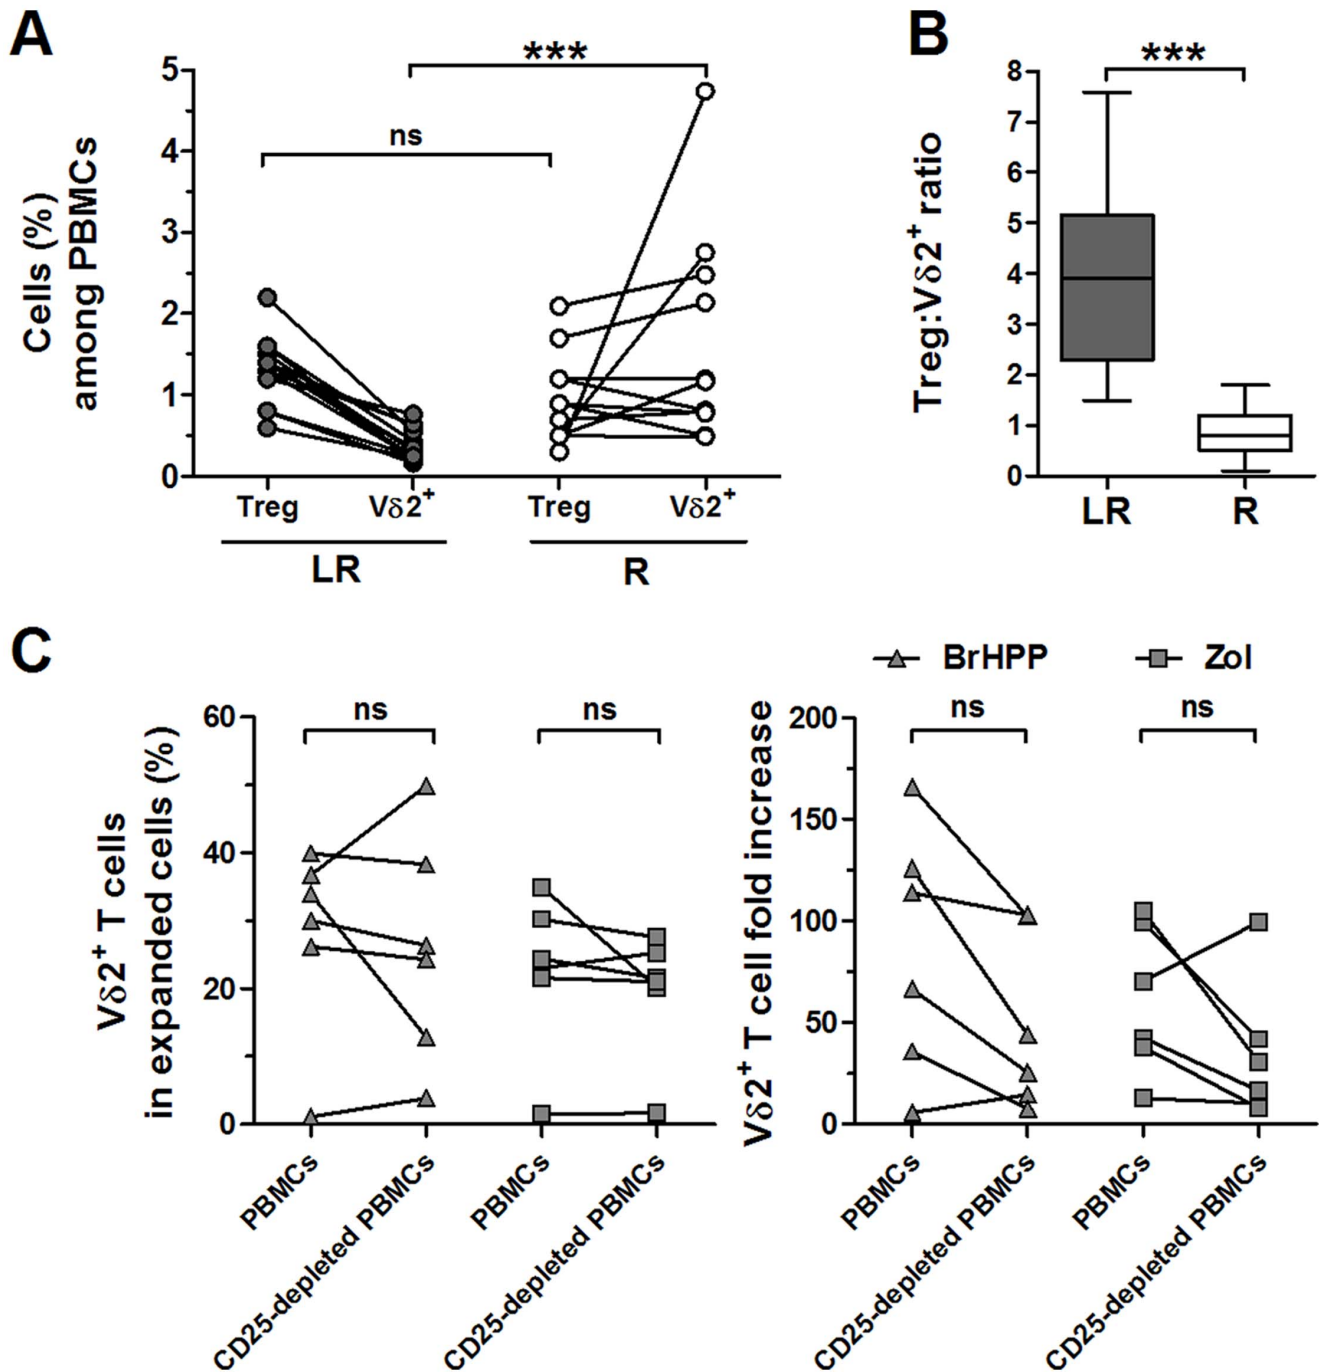 A
Cells (%)
among PBMCs
5
4
3
2
1
0
ns
***
Treg
Vδ2+
Treg
Vδ2+
LR
R
B
Treg:Vδ2+ ratio
8
7
6
5
4
3
2
1
0
***
LR
R
C
BrHPP
Zol
Vδ2+ T cells
in expanded cells (%)
60
40
20
0
ns
ns
PBMCs
CD25-depleted PBMCs
PBMCs
CD25-depleted PBMCs
Vδ2+ T cell fold increase
200
150
100
50
0
ns
ns
PBMCs
CD25-depleted PBMCs
PBMCs
CD25-depleted PBMCs